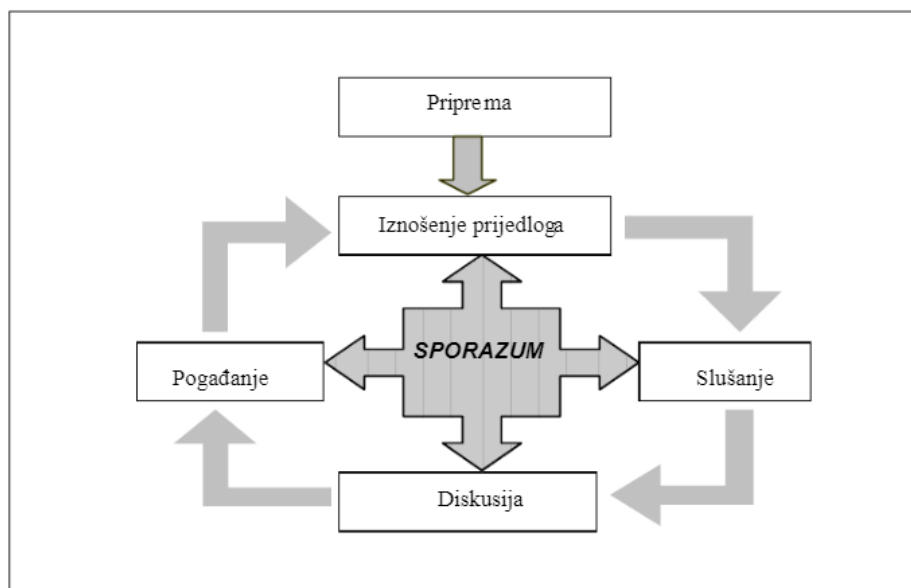 Priprema
Iznošenje prijedloga
SPORAZUM
Pogađanje
Slušanje
Diskusija